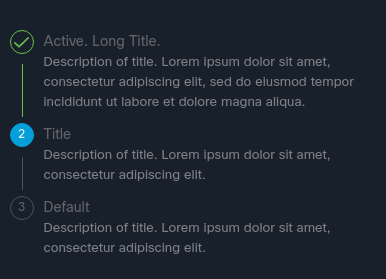 Active. Long Title.
Description of title. Lorem ipsum dolor sit amet,
consectetur adipiscing elit, sed do eiusmod tempor
incididunt ut labore et dolore magna aliqua.
2 Title
Description of title. Lorem ipsum dolor sit amet,
consectetur adipiscing elit.
3 Default
Description of title. Lorem ipsum dolor sit amet,
consectetur adipiscing elit.